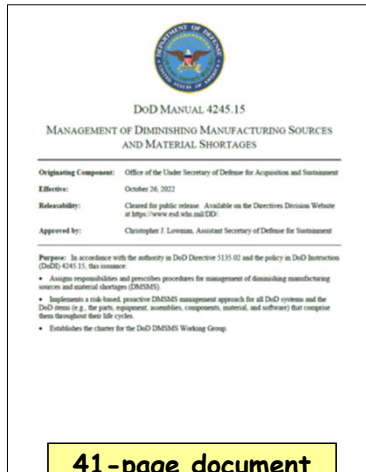 DEPARTMENT OF DEFENSE
UNITED STATES OF AMERICA
DOD MANUAL 4245.15
MANAGEMENT OF DIMINISHING MANUFACTURING SOURCES
AND MATERIAL SHORTAGES
Originating Component: Office of the Under Secretary of Defense for Acquisition and Sustainment
Effective: October 26, 2022
Releasability: Cleared for public release. Available on the Directives Division Website
at https://www.esd.whs.mil/DD/.
Approved by: Christopher J. Lowman, Assistant Secretary of Defense for Sustainment
Purpose: In accordance with the authority in DoD Directive 5135.02 and the policy in DoD Instruction
(DoDI) 4245.15, this issuance:
• Assigns responsibilities and prescribes procedures for management of diminishing manufacturing
sources and material shortages (DMSMS).
• Implements a risk-based, proactive DMSMS management approach for all DoD systems and the
DoD items (e.g., the parts, equipment, assemblies, components, material, and software) that comprise
them throughout their life cycles.
• Establishes the charter for the DoD DMSMS Working Group.
41-page document